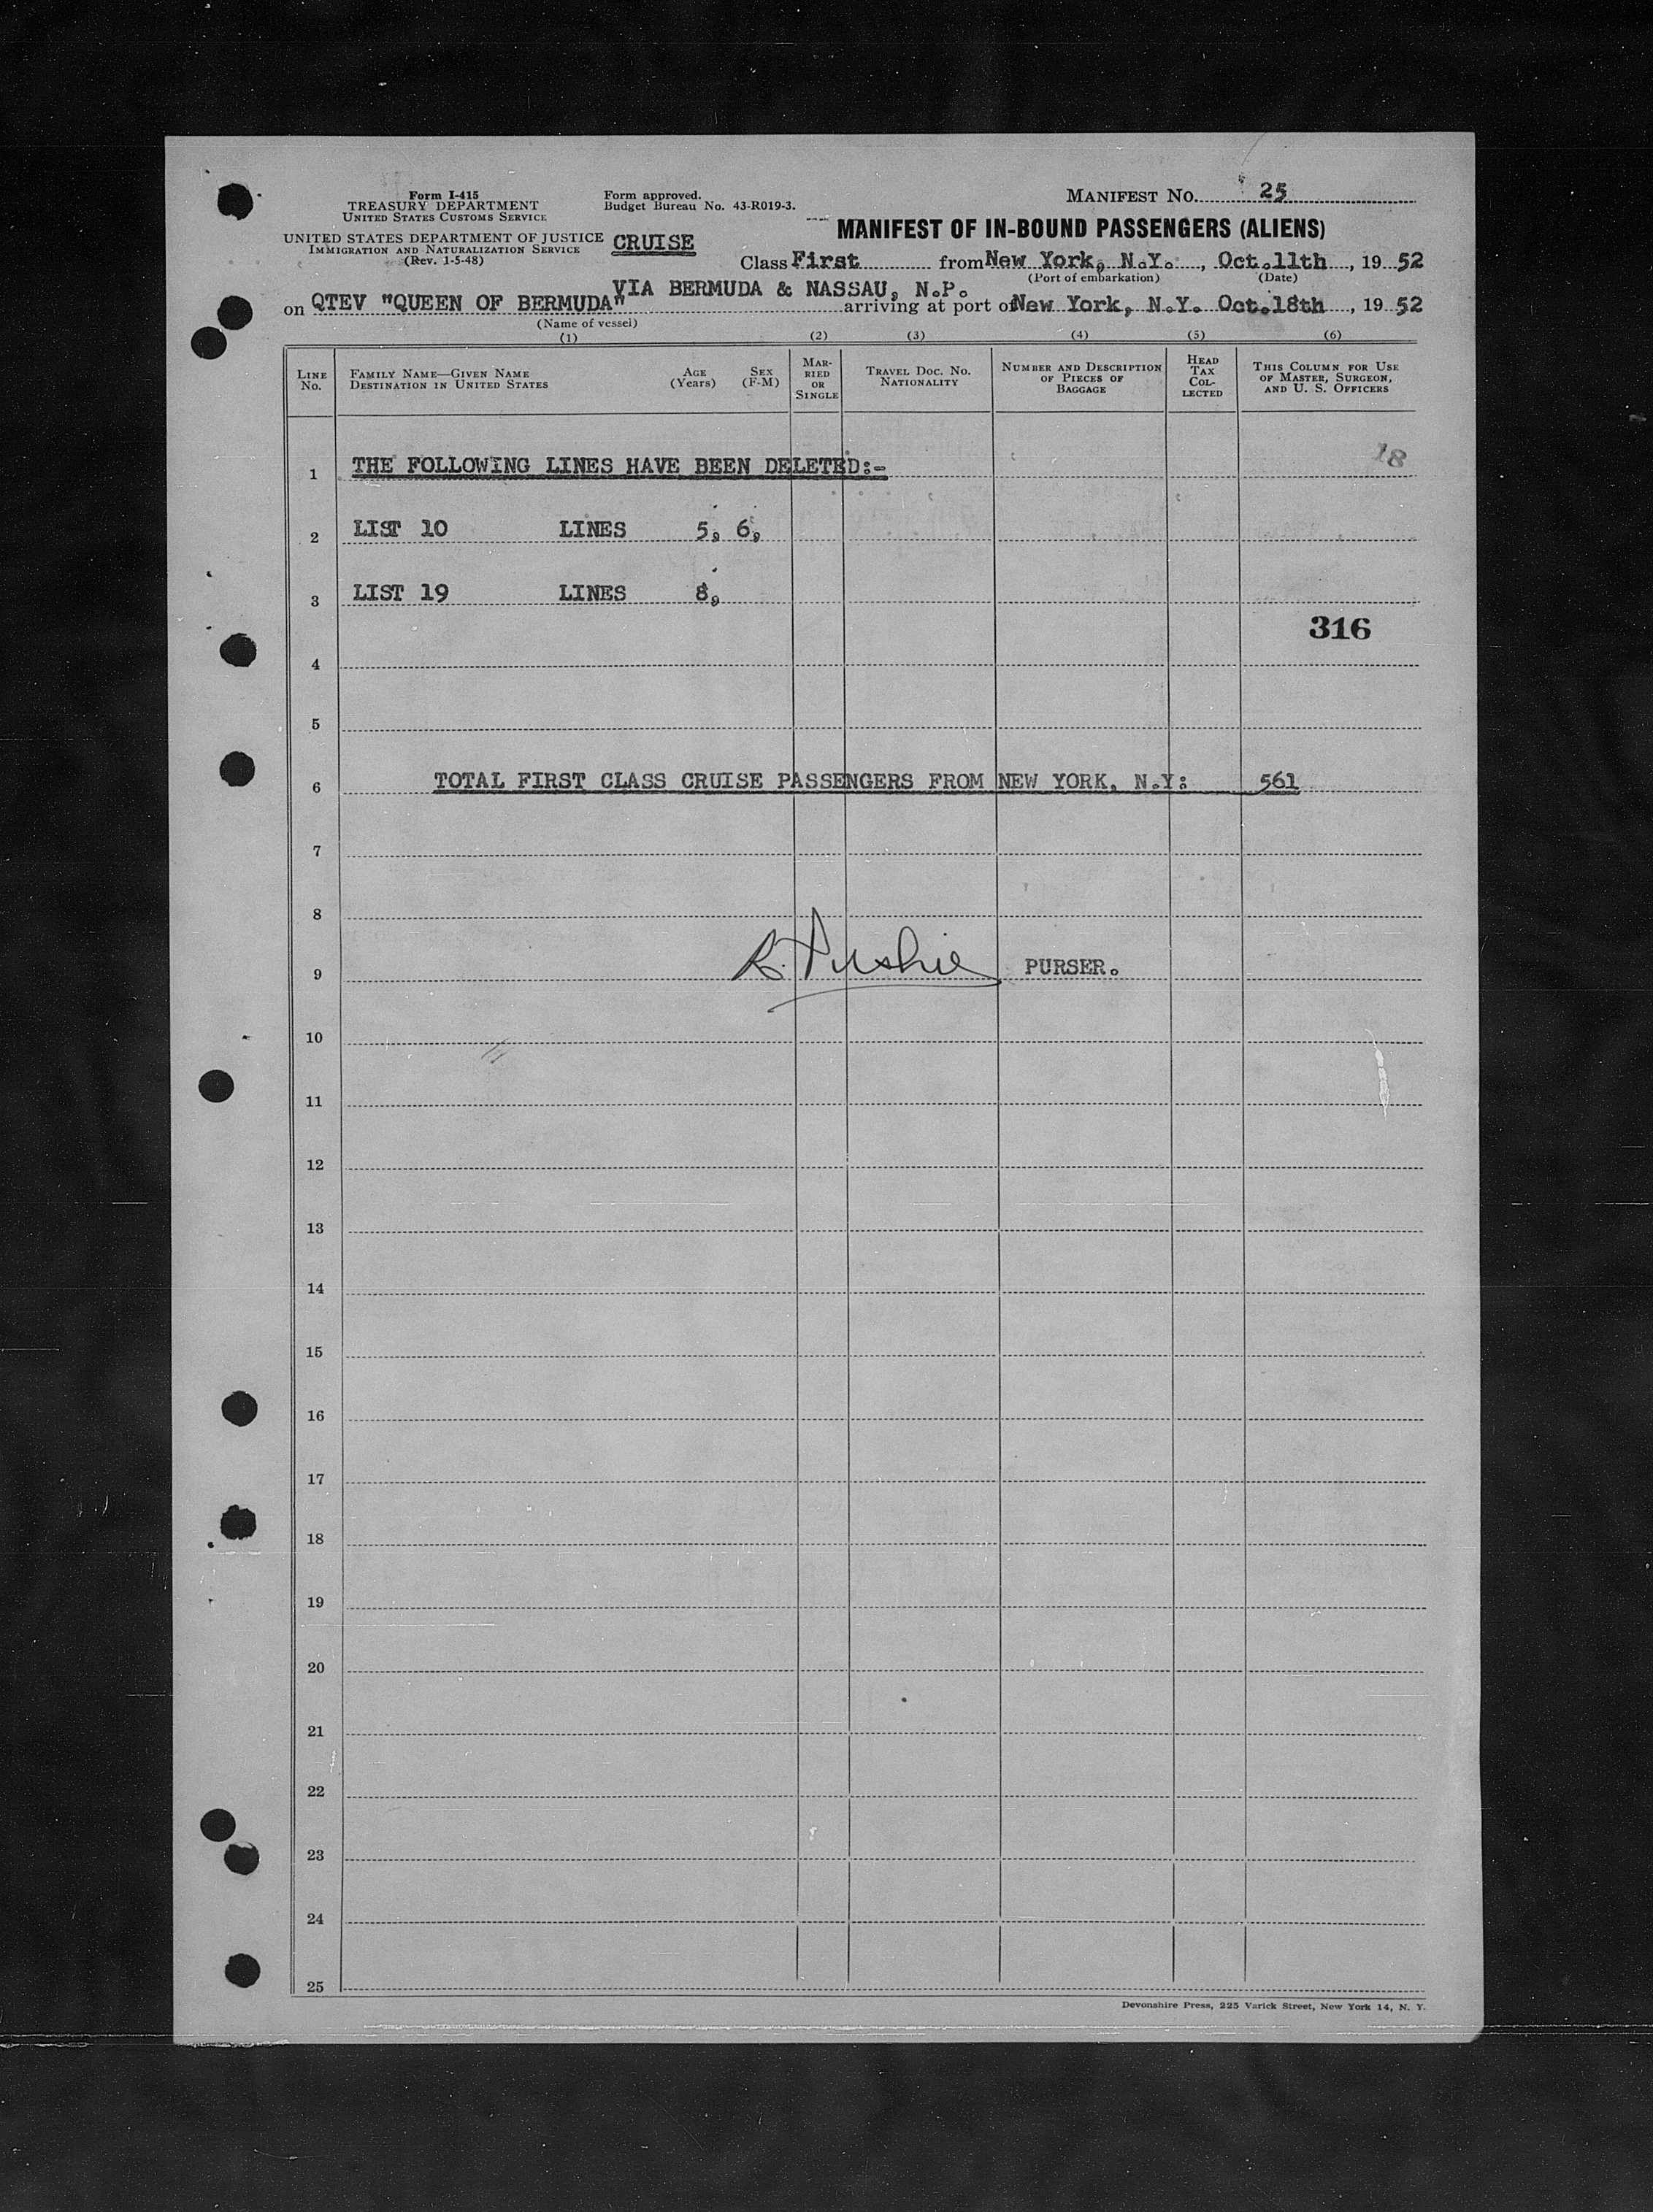 Form I-415
TREASURY DEPARTMENT
UNITED STATES CUSTOMS SERVICE
Form approved.
Budget Bureau No. 43-R019-3.
MANIFEST NO. 25
UNITED STATES DEPARTMENT OF JUSTICE
IMMIGRATION AND NATURALIZATION SERVICE
(Rev. 1-5-48)
CRUISE
MANIFEST OF IN-BOUND PASSENGERS (ALIENS)
Class First from New York, N.Y. , Oct.11th , 19 52
(Port of embarkation) (Date)
VIA BERMUDA & NASSAU, N.P.
on QTEV "QUEEN OF BERMUDA" arriving at port of New York, N.Y. Oct.18th , 19 52
(Name of vessel)
(1) (2) (3) (4) (5) (6)
LINE No.
FAMILY NAME—GIVEN NAME
DESTINATION IN UNITED STATES
AGE (Years)
SEX (F-M)
MARRIED OR SINGLE
TRAVEL DOC. NO.
NATIONALITY
NUMBER AND DESCRIPTION OF PIECES OF BAGGAGE
HEAD TAX COLLECTED
THIS COLUMN FOR USE OF MASTER, SURGEON, AND U. S. OFFICERS
18
1 THE FOLLOWING LINES HAVE BEEN DELETED:-
2 LIST 10 LINES 5, 6,
3 LIST 19 LINES 8,
316
4
5
6 TOTAL FIRST CLASS CRUISE PASSENGERS FROM NEW YORK, N.Y: 561
7
8
9 PURSER.
10
11
12
13
14
15
16
17
18
19
20
21
22
23
24
25
Devonshire Press, 225 Varick Street, New York 14, N. Y.